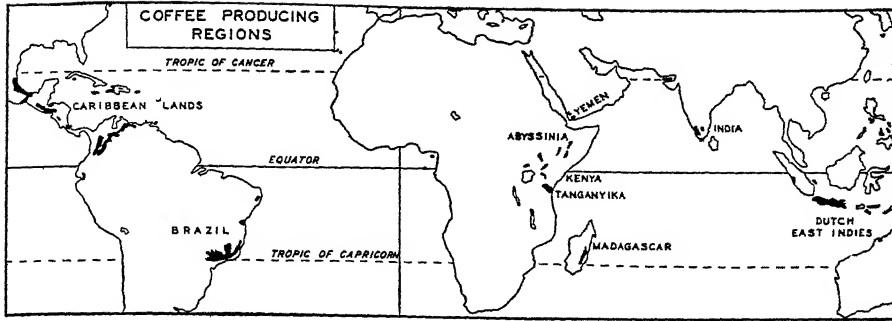 COFFEE PRODUCING
REGIONS
TROPIC OF CANCER
CARIBBEAN LANDS
YEMEN
INDIA
ABYSSINIA
EQUATOR
KENYA
TANGANYIKA
BRAZIL
DUTCH
EAST INDIES
MADAGASCAR
TROPIC OF CAPRICORN